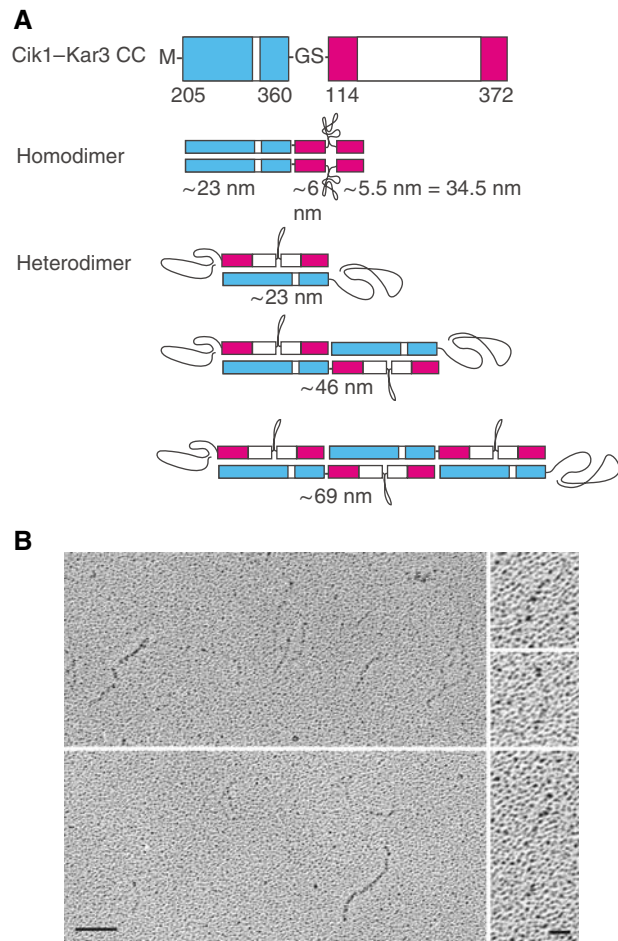 A
Cik1–Kar3 CC M GS
205 360 114 372
Homodimer
~23 nm ~6 ~5.5 nm = 34.5 nm
nm
Heterodimer
~23 nm
~46 nm
~69 nm
B